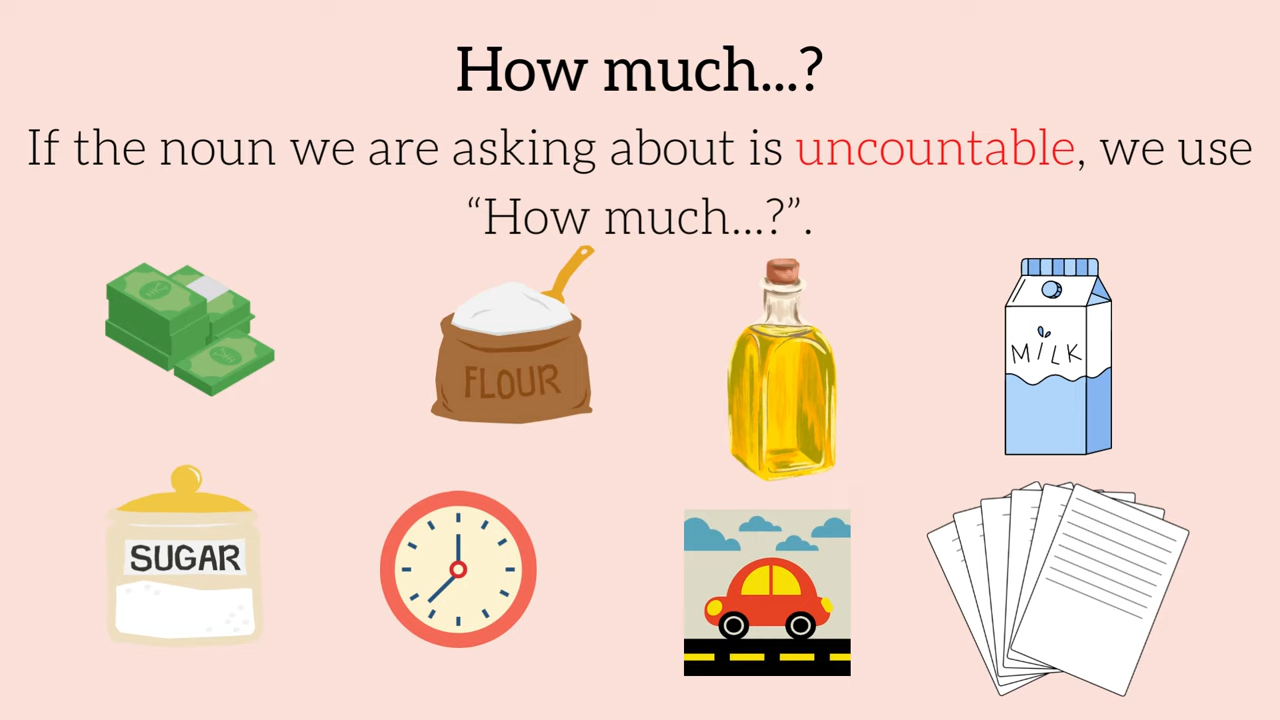 How much...?
If the noun we are asking about is uncountable, we use
“How much...?”.
FLOUR
MILK
SUGAR